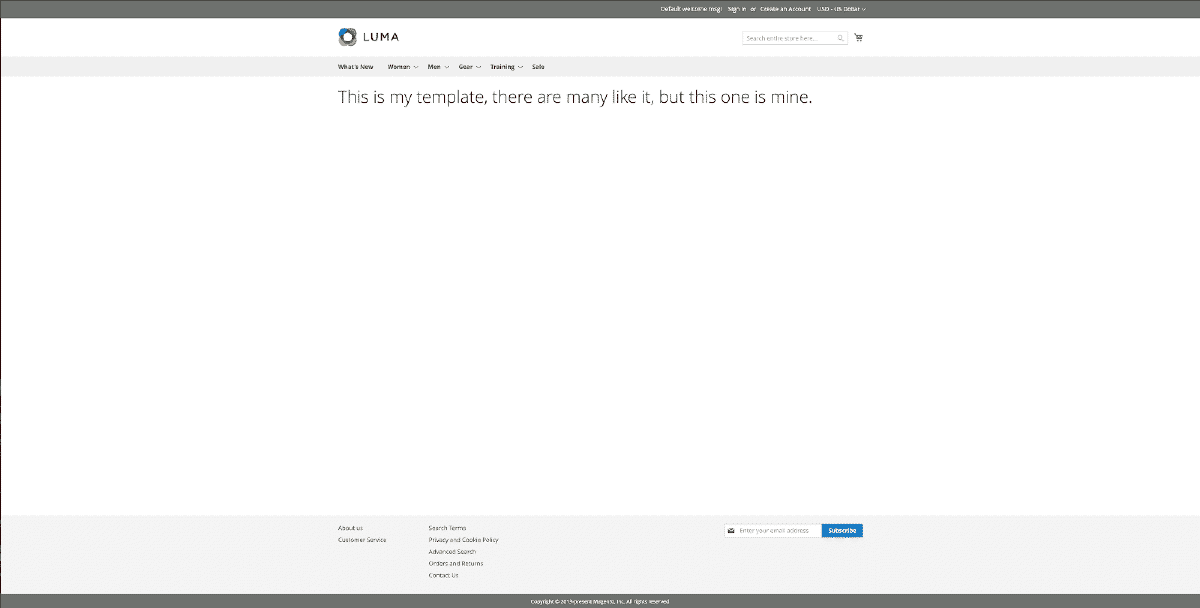 Default welcome msg! Sign In or Create an Account USD - US Dollar
LUMA
Search entire store here...
What's New Women Men Gear Training Sale
This is my template, there are many like it, but this one is mine.
About us
Customer Service
Search Terms
Privacy and Cookie Policy
Advanced Search
Orders and Returns
Contact Us
Enter your email address
Subscribe
Copyright © 2013-present Magento, Inc. All rights reserved.